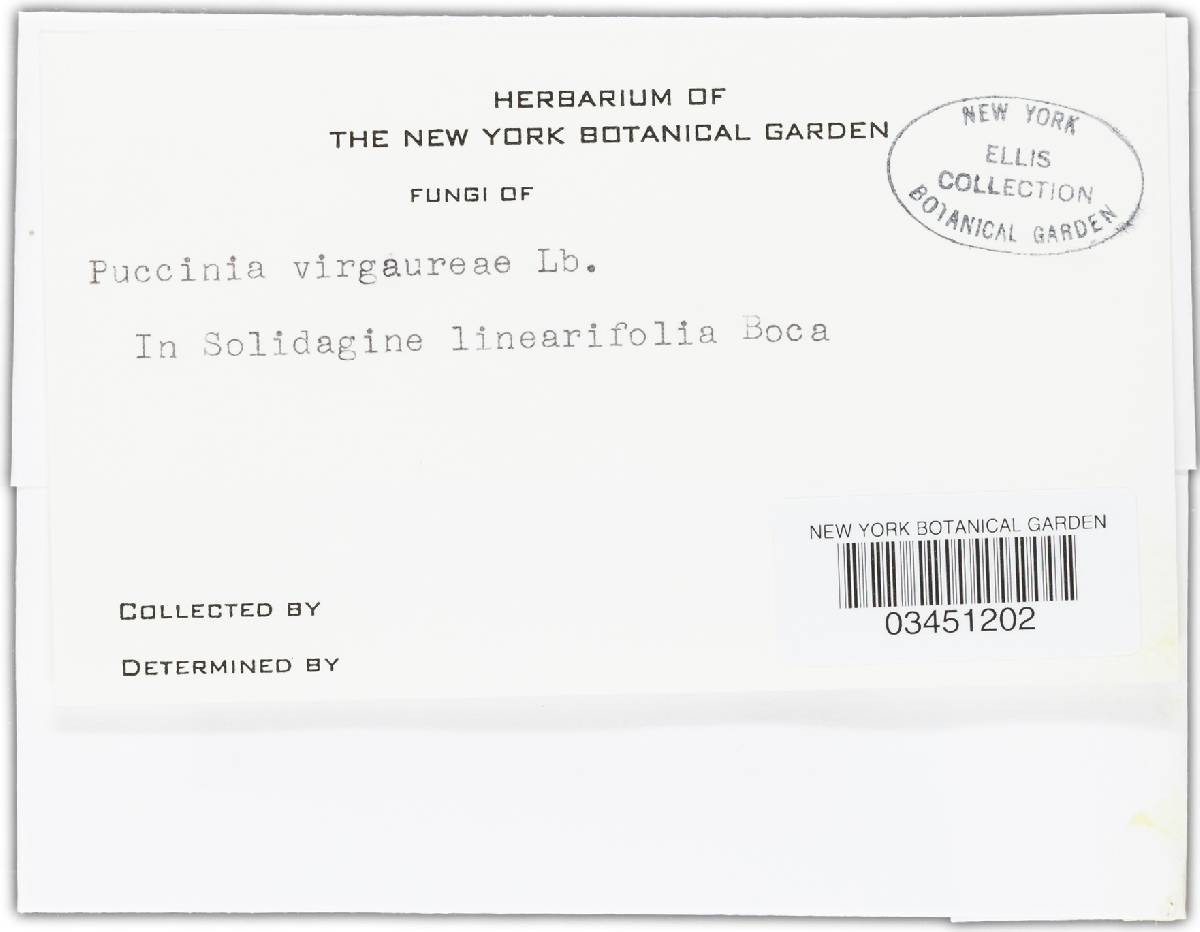 HERBARIUM OF
THE NEW YORK BOTANICAL GARDEN
FUNGI OF
NEW YORK
ELLIS
COLLECTION
BOTANICAL GARDEN
Puccinia virgaureae Lb.
In Solidagine linearifolia Boca
NEW YORK BOTANICAL GARDEN
03451202
COLLECTED BY
DETERMINED BY